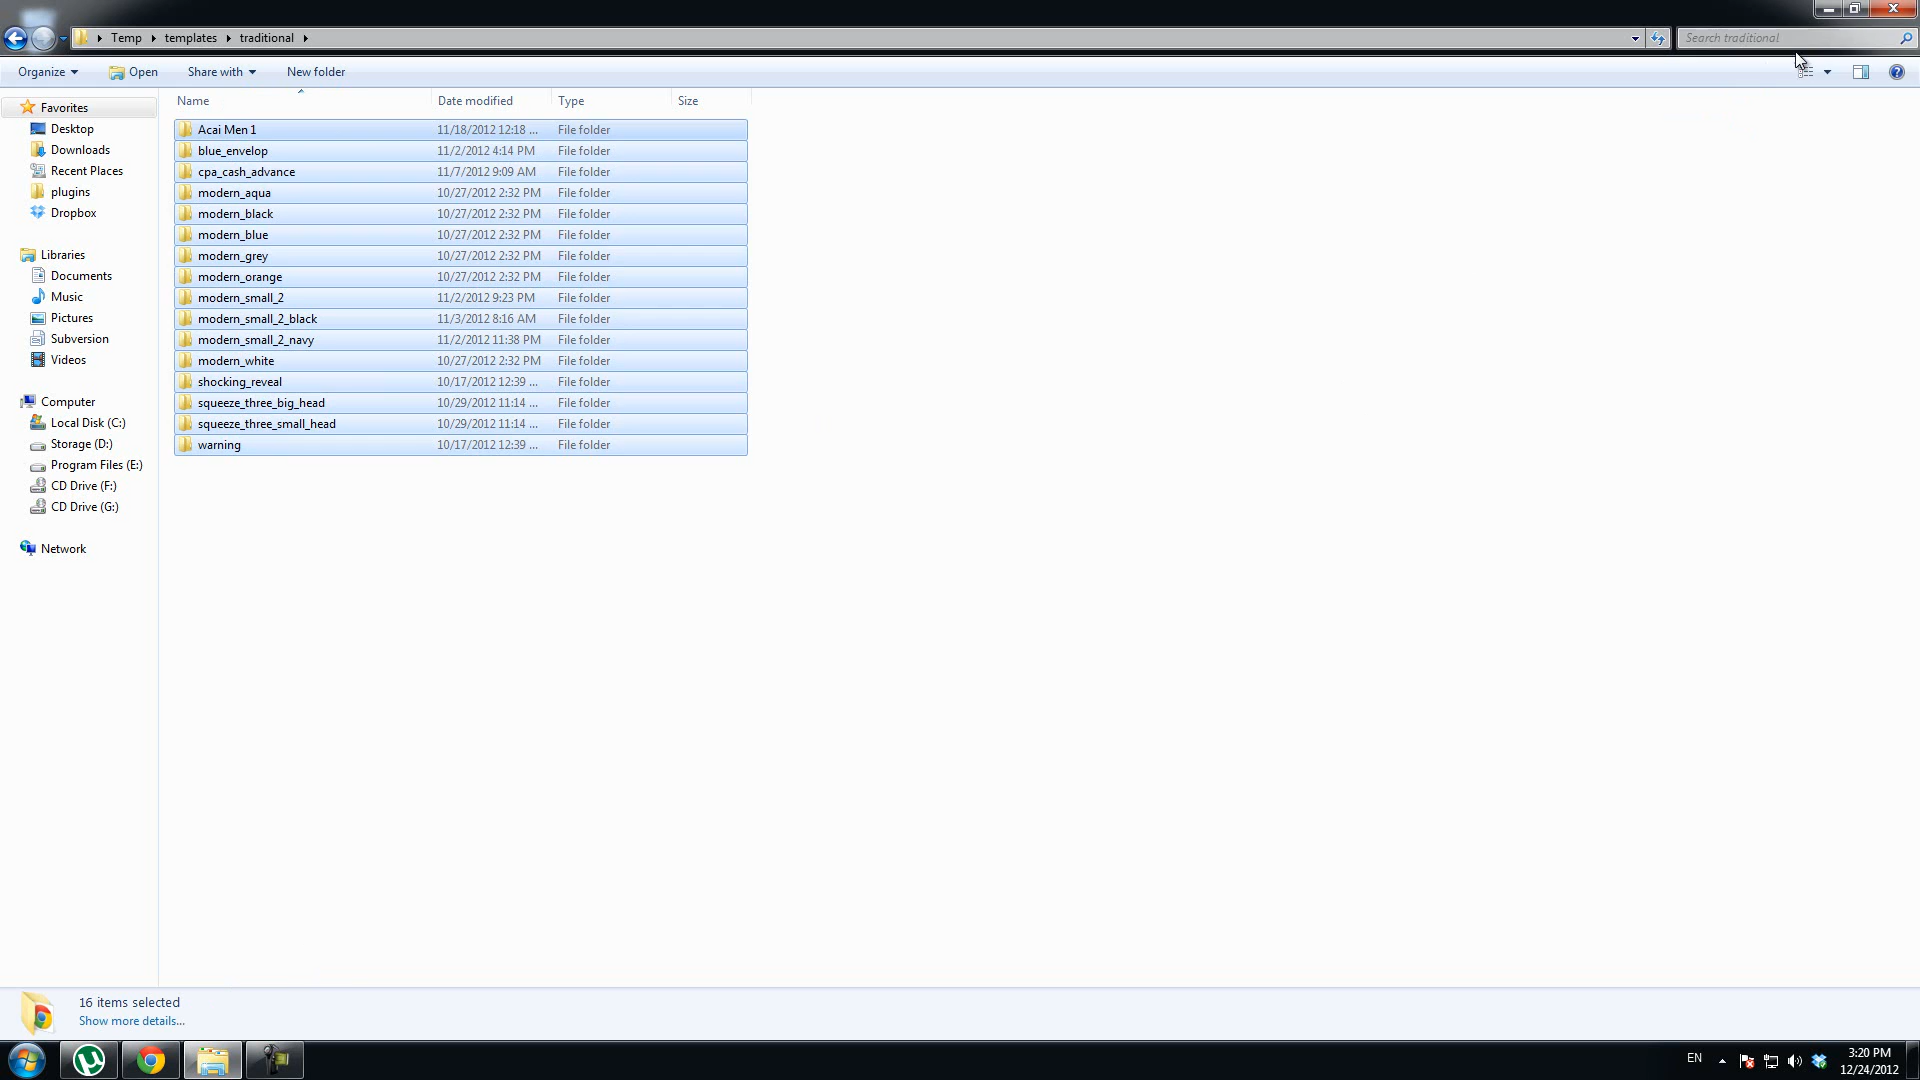 Temp templates traditional
Search traditional
Organize Open Share with New folder
Name Date modified Type Size
Favorites
Desktop
Downloads
Recent Places
plugins
Dropbox
Libraries
Documents
Music
Pictures
Subversion
Videos
Computer
Local Disk (C:)
Storage (D:)
Program Files (E:)
CD Drive (F:)
CD Drive (G:)
Network
Acai Men 1 11/18/2012 12:18 ... File folder
blue_envelop 11/2/2012 4:14 PM File folder
cpa_cash_advance 11/7/2012 9:09 AM File folder
modern_aqua 10/27/2012 2:32 PM File folder
modern_black 10/27/2012 2:32 PM File folder
modern_blue 10/27/2012 2:32 PM File folder
modern_grey 10/27/2012 2:32 PM File folder
modern_orange 10/27/2012 2:32 PM File folder
modern_small_2 11/2/2012 9:23 PM File folder
modern_small_2_black 11/3/2012 8:16 AM File folder
modern_small_2_navy 11/2/2012 11:38 PM File folder
modern_white 10/27/2012 2:32 PM File folder
shocking_reveal 10/17/2012 12:39 ... File folder
squeeze_three_big_head 10/29/2012 11:14 ... File folder
squeeze_three_small_head 10/29/2012 11:14 ... File folder
warning 10/17/2012 12:39 ... File folder
16 items selected
Show more details...
EN
3:20 PM
12/24/2012